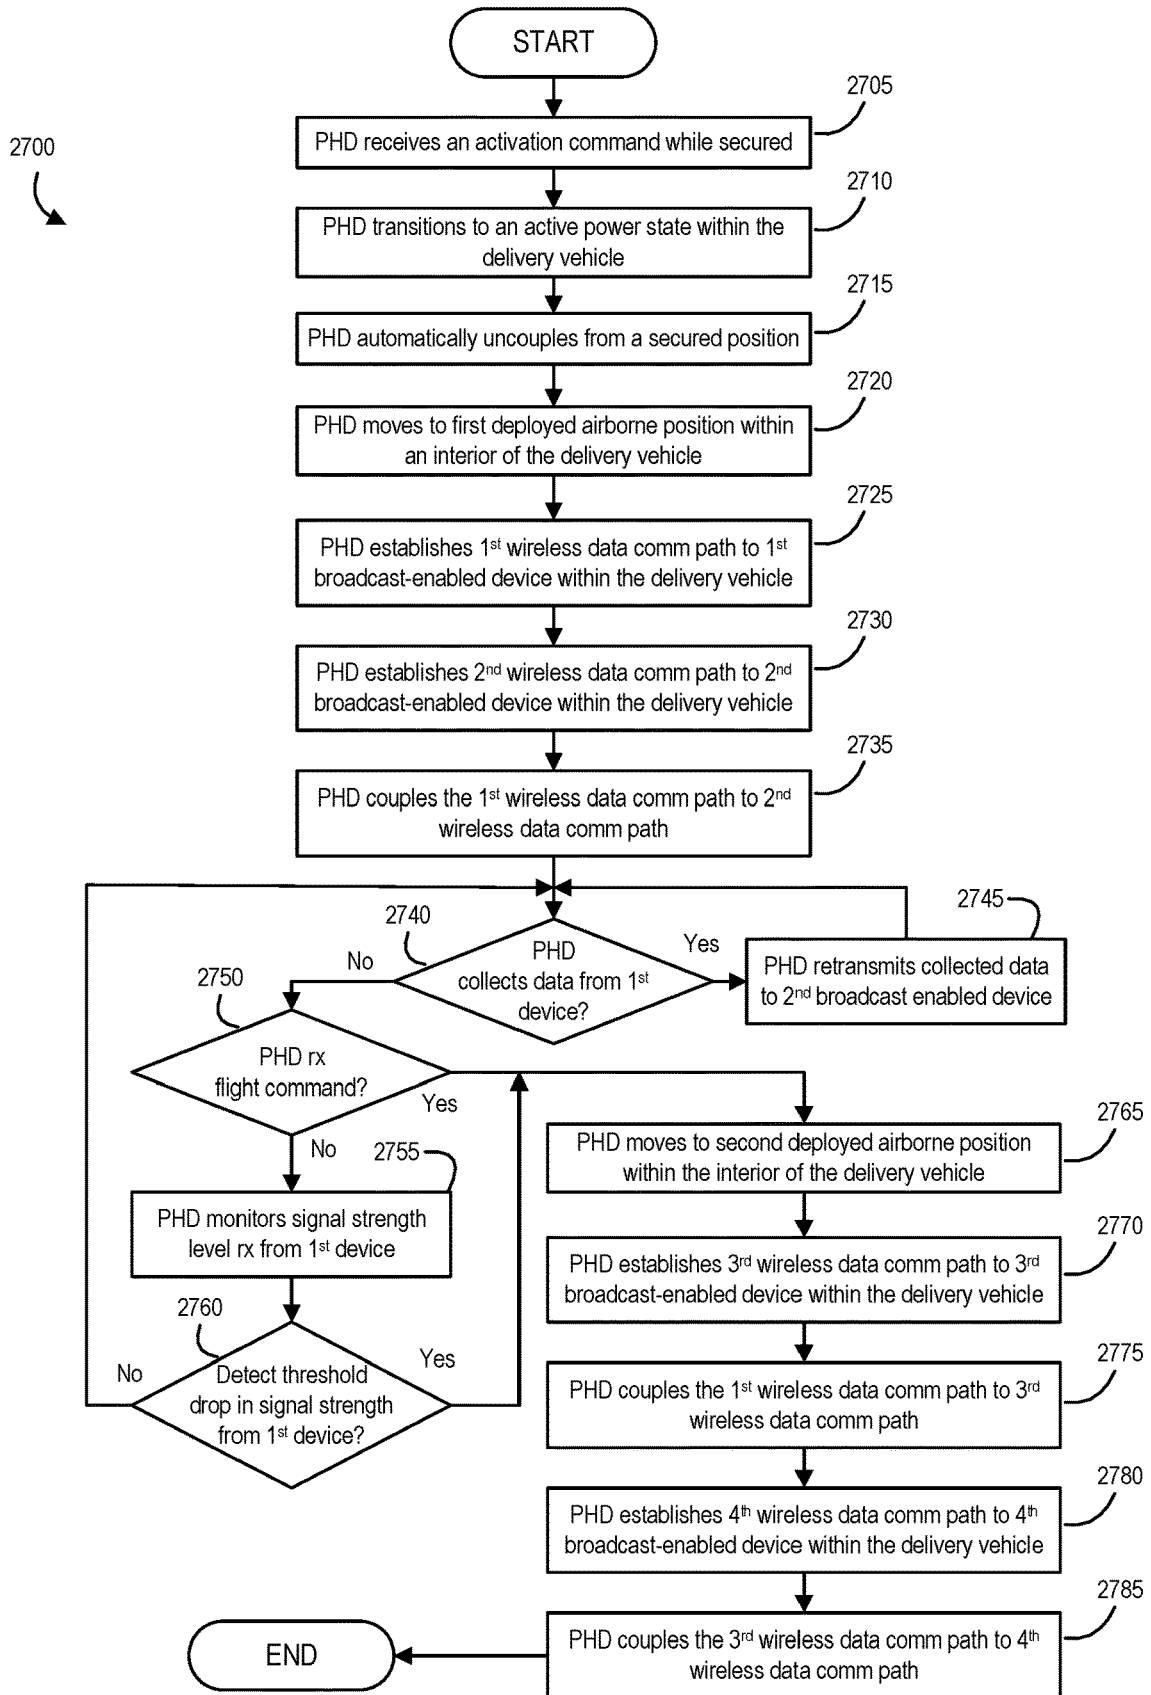 START
2705
PHD receives an activation command while secured
2700
2710
PHD transitions to an active power state within the
delivery vehicle
2715
PHD automatically uncouples from a secured position
2720
PHD moves to first deployed airborne position within
an interior of the delivery vehicle
2725
PHD establishes 1st wireless data comm path to 1st
broadcast-enabled device within the delivery vehicle
2730
PHD establishes 2nd wireless data comm path to 2nd
broadcast-enabled device within the delivery vehicle
2735
PHD couples the 1st wireless data comm path to 2nd
wireless data comm path
2740
PHD
collects data from 1st
device?
No
Yes
2745
PHD retransmits collected data
to 2nd broadcast enabled device
2750
PHD rx
flight command?
Yes
No
2755
PHD monitors signal strength
level rx from 1st device
2760
Detect threshold
drop in signal strength
from 1st device?
No
Yes
2765
PHD moves to second deployed airborne position
within the interior of the delivery vehicle
2770
PHD establishes 3rd wireless data comm path to 3rd
broadcast-enabled device within the delivery vehicle
2775
PHD couples the 1st wireless data comm path to 3rd
wireless data comm path
2780
PHD establishes 4th wireless data comm path to 4th
broadcast-enabled device within the delivery vehicle
2785
PHD couples the 3rd wireless data comm path to 4th
wireless data comm path
END